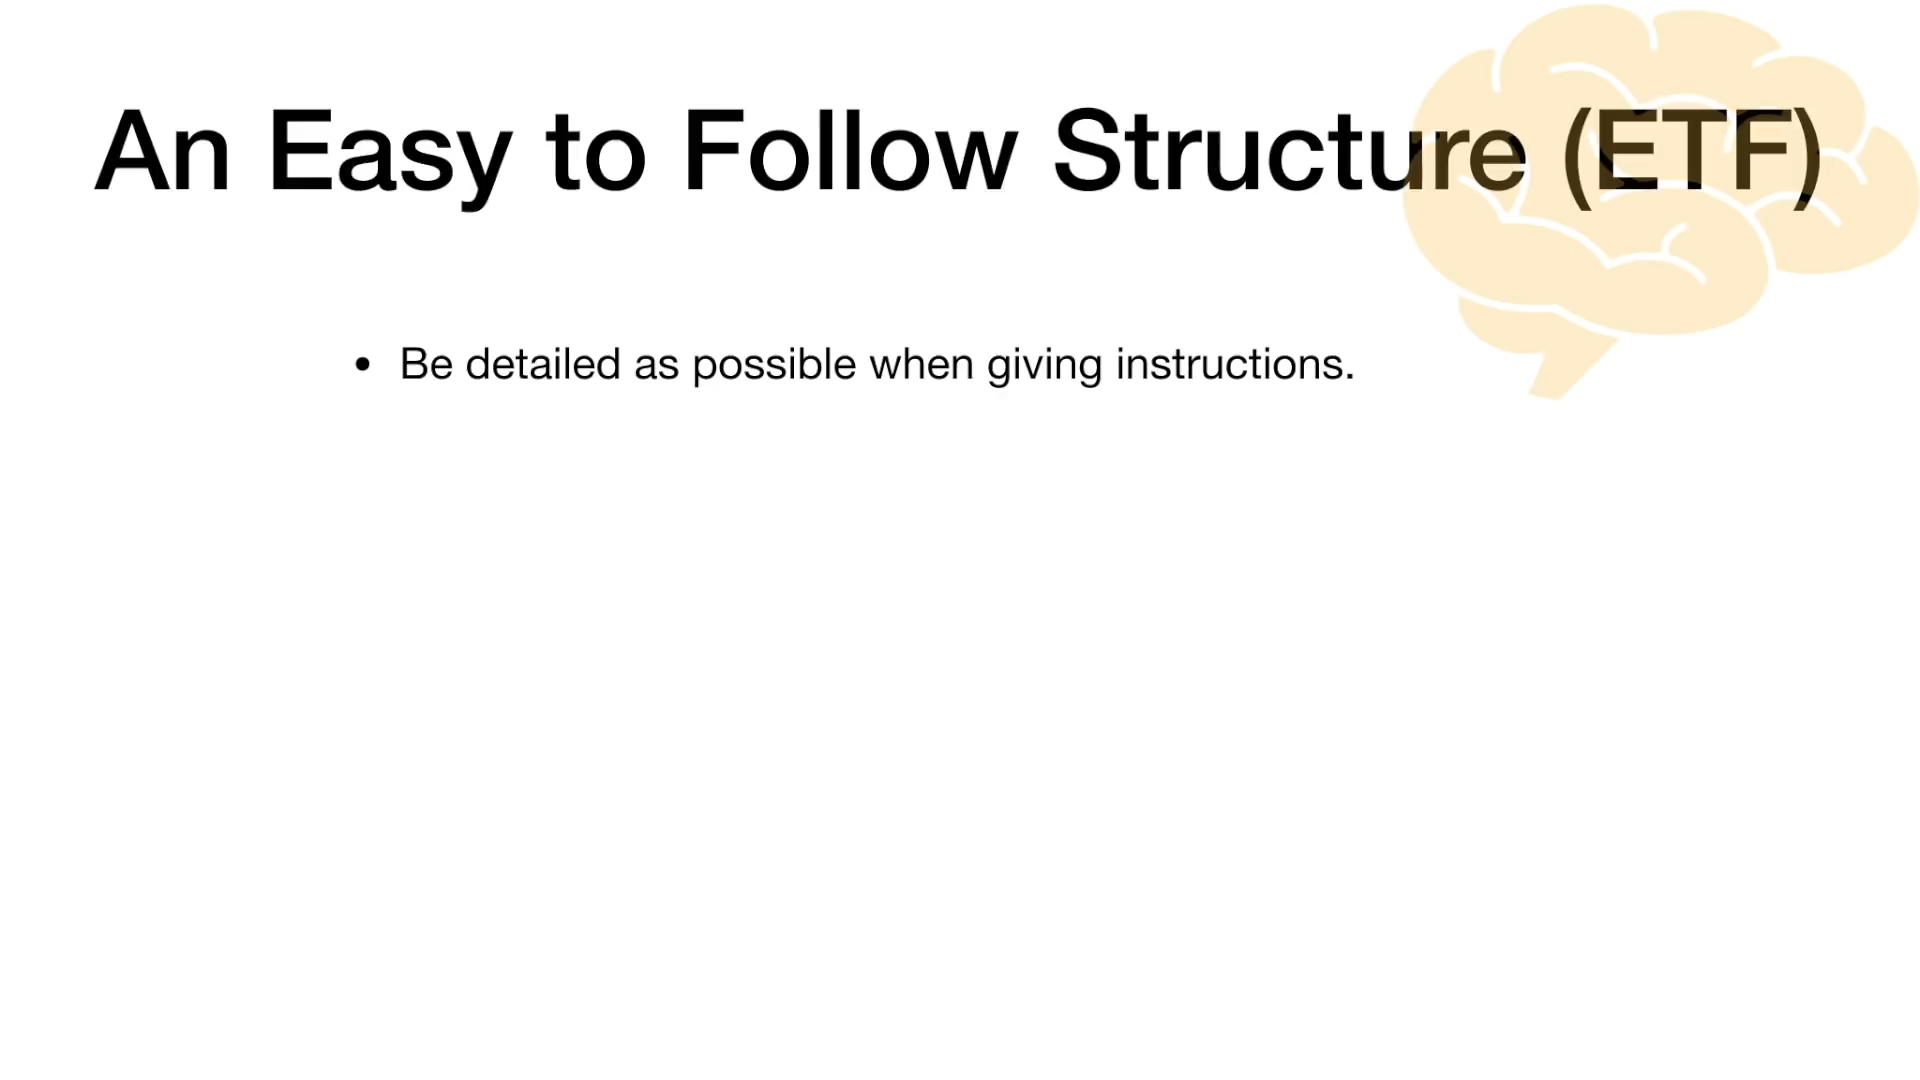 An Easy to Follow Structure (ETF)
• Be detailed as possible when giving instructions.